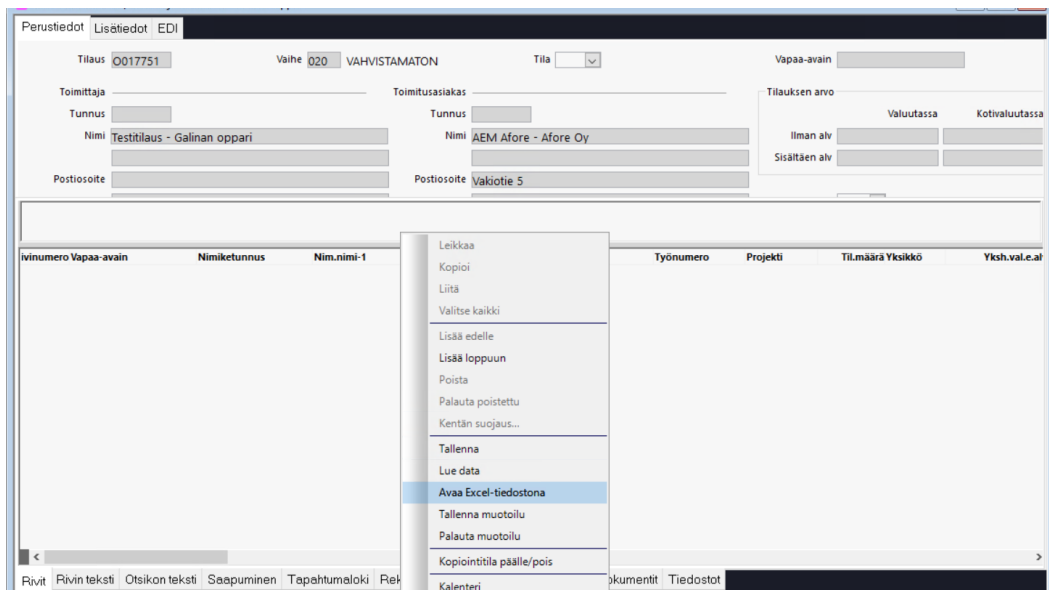 Perustiedot Lisätiedot EDI
Tilaus O017751 Vaihe 020 VAHVISTAMATON Tila Vapaa-avain
Toimittaja Toimitusasiakas Tilauksen arvo
Tunnus Tunnus Valuutassa Kotivaluutassa
Nimi Testitilaus - Galinan oppari Nimi AEM Afore - Afore Oy Ilman alv
Sisältäen alv
Postiosoite Postiosoite Vakiotie 5
ivinumero Vapaa-avain Nimiketunnus Nim.nimi-1 Työnumero Projekti Til.määrä Yksikkö Yksh.val.e.alv
Leikkaa
Kopioi
Liitä
Valitse kaikki
Lisää edelle
Lisää loppuun
Poista
Palauta poistettu
Kentän suojaus...
Tallenna
Lue data
Avaa Excel-tiedostona
Tallenna muotoilu
Palauta muotoilu
Kopiointitila päälle/pois
Kalenteri
Rivit Rivin teksti Otsikon teksti Saapuminen Tapahtumaloki Rek okumentit Tiedostot